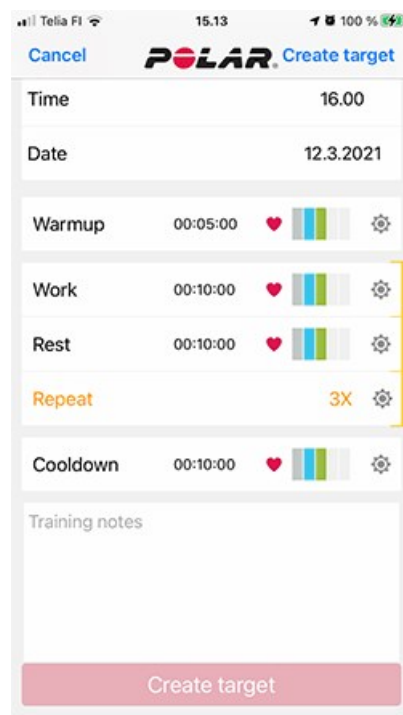 Telia FI 15.13 100 %
Cancel POLAR. Create target
Time 16.00
Date 12.3.2021
Warmup 00:05:00
Work 00:10:00
Rest 00:10:00
Repeat 3X
Cooldown 00:10:00
Training notes
Create target